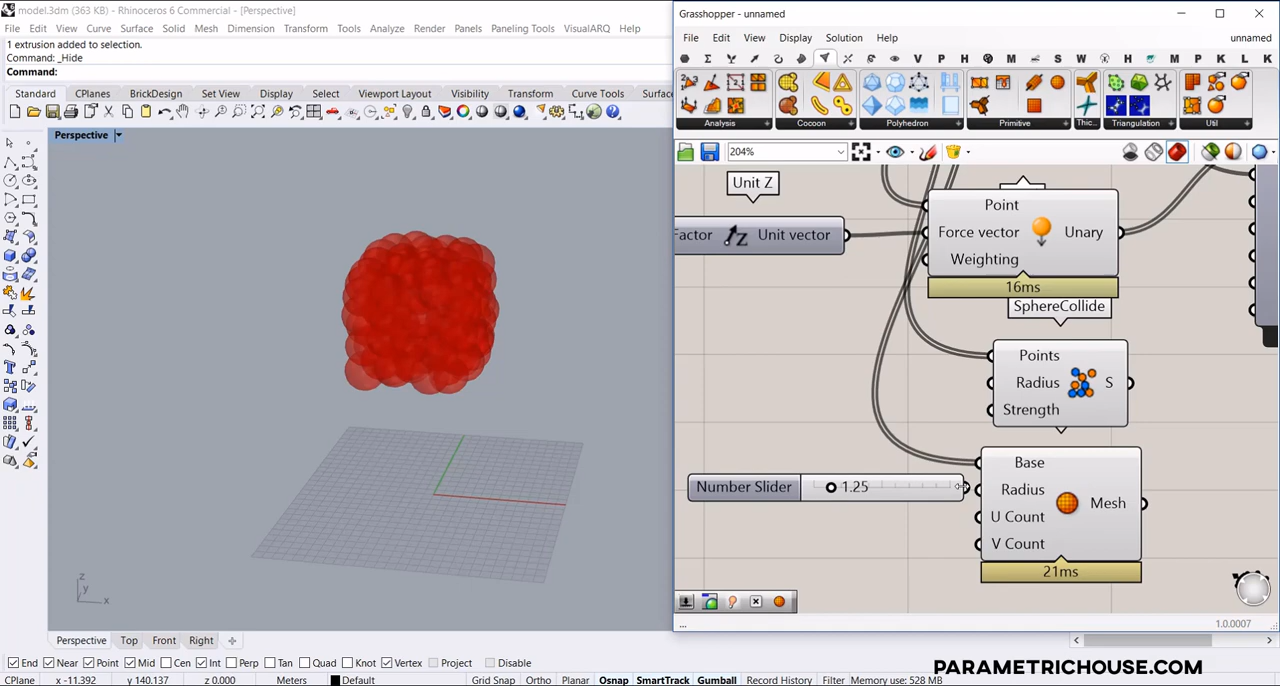 model.3dm (363 KB) - Rhinoceros 6 Commercial - [Perspective]
File Edit View Curve Surface Solid Mesh Dimension Transform Tools Analyze Render Panels Paneling Tools VisualARQ Help
1 extrusion added to selection.
Command: _Hide
Command:
Standard CPlanes BrickDesign Set View Display Select Viewport Layout Visibility Transform Curve Tools Surfac
Perspective
z
y
x
Perspective Top Front Right
End Near Point Mid Cen Int Perp Tan Quad Knot Vertex Project Disable
CPlane x -11.392 y 140.137 z 0.000 Meters Default Grid Snap Ortho Planar Osnap SmartTrack Gumball Record History Filter Memory use: 528 MB
Grasshopper - unnamed
File Edit View Display Solution Help unnamed
V P H M S W H M P K L K
Analysis Cocoon Polyhedron Primitive Thic... Triangulation Util
204%
Unit Z
Factor Z Unit vector
Point
Force vector Unary
Weighting
16ms
SphereCollide
Points
Radius S
Strength
Base
Number Slider 1.25 Radius Mesh
U Count
V Count
21ms
...
1.0.0007
PARAMETRICHOUSE.COM